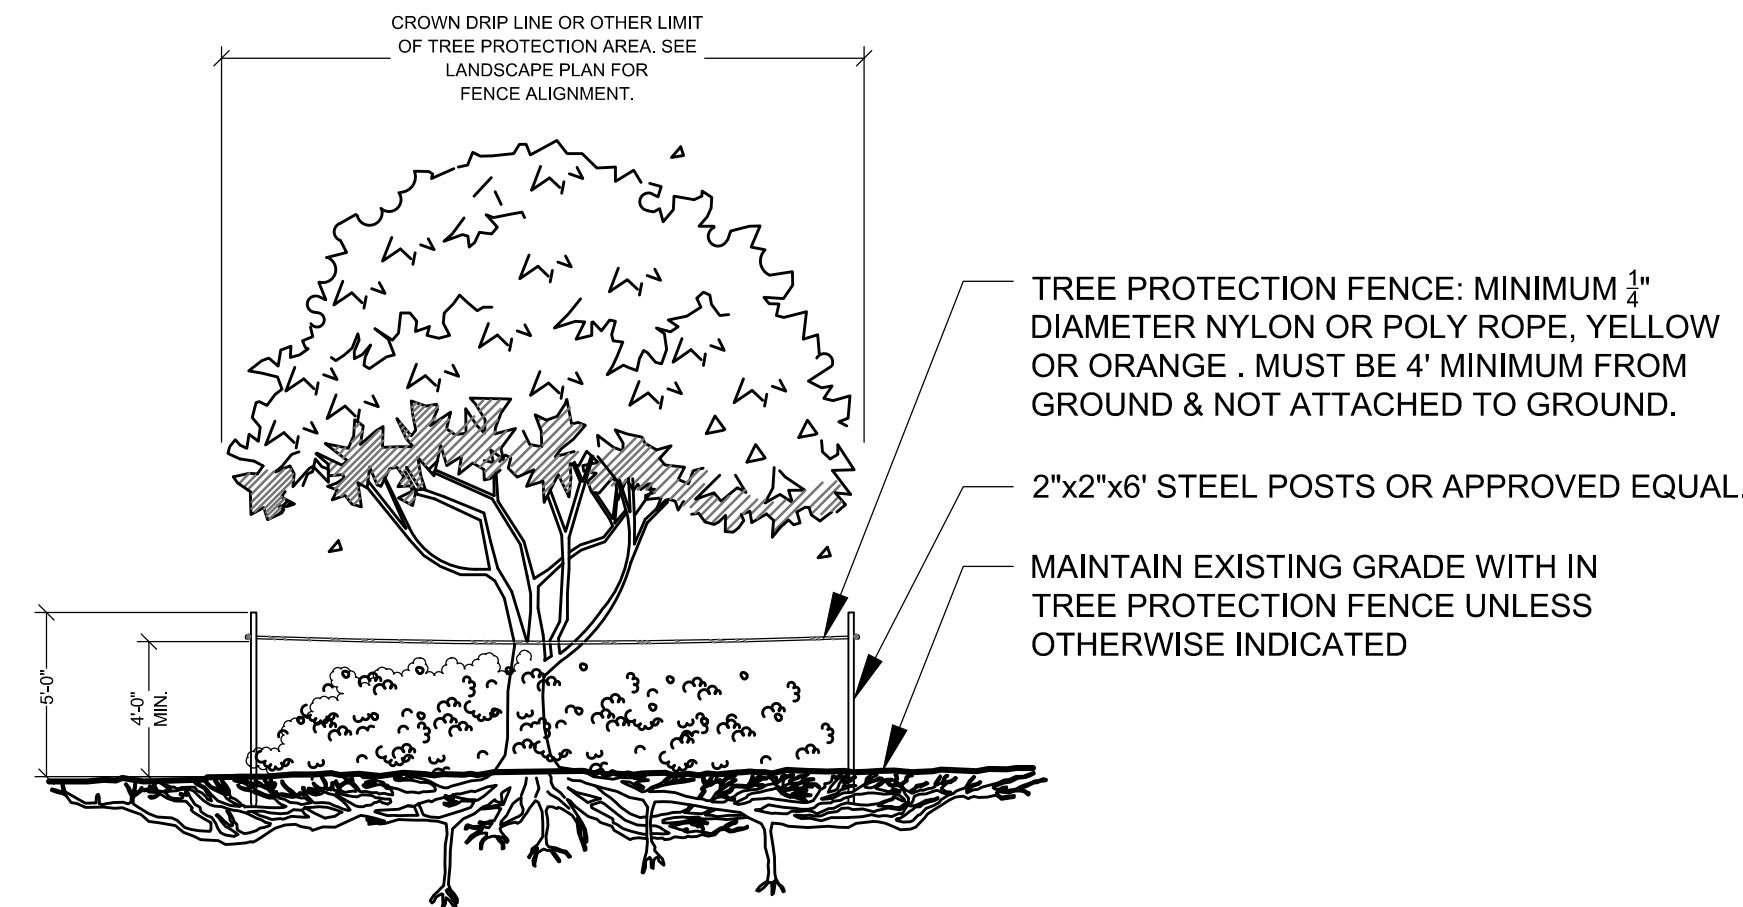 CROWN DRIP LINE OR OTHER LIMIT
OF TREE PROTECTION AREA. SEE
LANDSCAPE PLAN FOR
FENCE ALIGNMENT.
TREE PROTECTION FENCE: MINIMUM 1/4"
DIAMETER NYLON OR POLY ROPE, YELLOW
OR ORANGE . MUST BE 4' MINIMUM FROM
GROUND & NOT ATTACHED TO GROUND.
2"x2"x6' STEEL POSTS OR APPROVED EQUAL.
MAINTAIN EXISTING GRADE WITH IN
TREE PROTECTION FENCE UNLESS
OTHERWISE INDICATED
5'-0"
4'-0"
MIN.